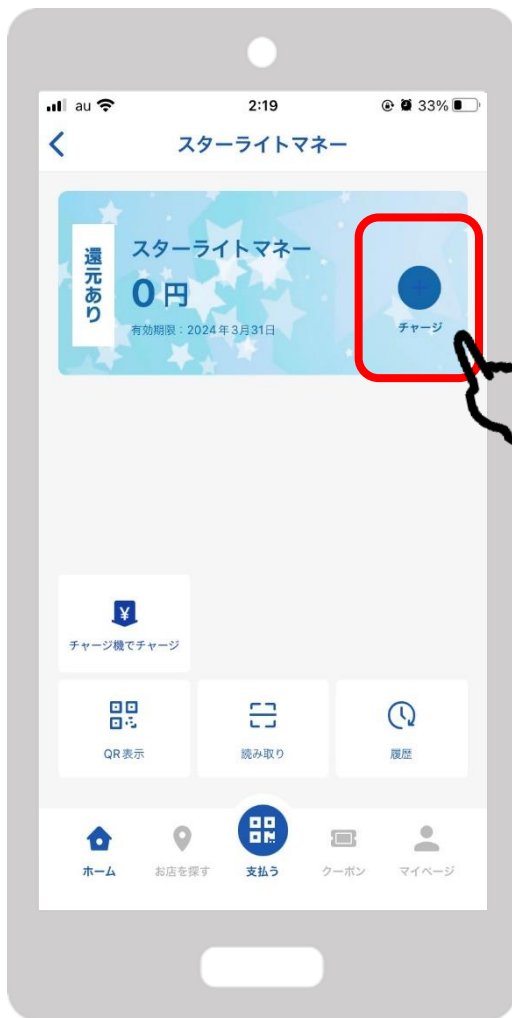 au
2:19
33%
スターライトマネー
還元あり
スターライトマネー
0円
有効期限：2024年3月31日
チャージ
チャージ機でチャージ
QR表示
読み取り
履歴
ホーム
お店を探す
支払う
クーポン
マイページ